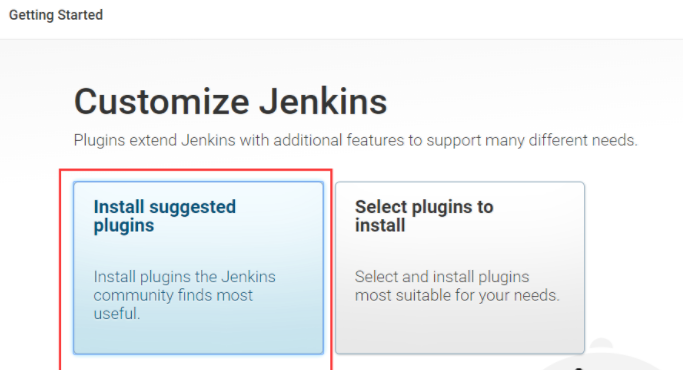 Getting Started
Customize Jenkins
Plugins extend Jenkins with additional features to support many different needs.
Install suggested
plugins
Install plugins the Jenkins
community finds most
useful.
Select plugins to
install
Select and install plugins
most suitable for your needs.